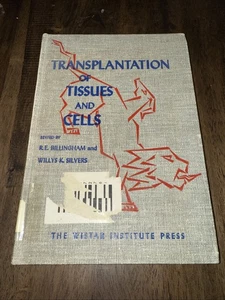 TRANSPLANTATION
OF
TISSUES
AND
CELLS
EDITED BY
R.E. BILLINGHAM and
WILLYS K. SILVERS
THE WISTAR INSTITUTE PRESS